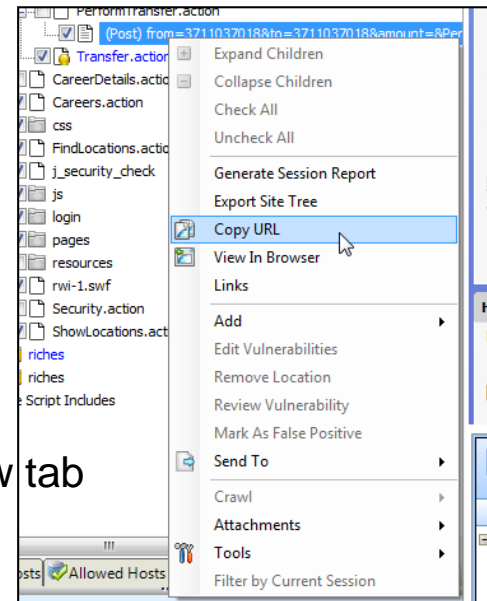 PerformTransfer.action
(Post) from=3711037018&to=3711037018&amount=&Per
Transfer.action
CareerDetails.actio
Careers.action
css
FindLocations.actio
j_security_check
js
login
pages
resources
rwi-1.swf
Security.action
ShowLocations.act
riches
riches
Script Includes
Expand Children
Collapse Children
Check All
Uncheck All
Generate Session Report
Export Site Tree
Copy URL
View In Browser
Links
Add
Edit Vulnerabilities
Remove Location
Review Vulnerability
Mark As False Positive
Send To
Crawl
Attachments
Tools
Filter by Current Session
w tab
osts Allowed Hosts